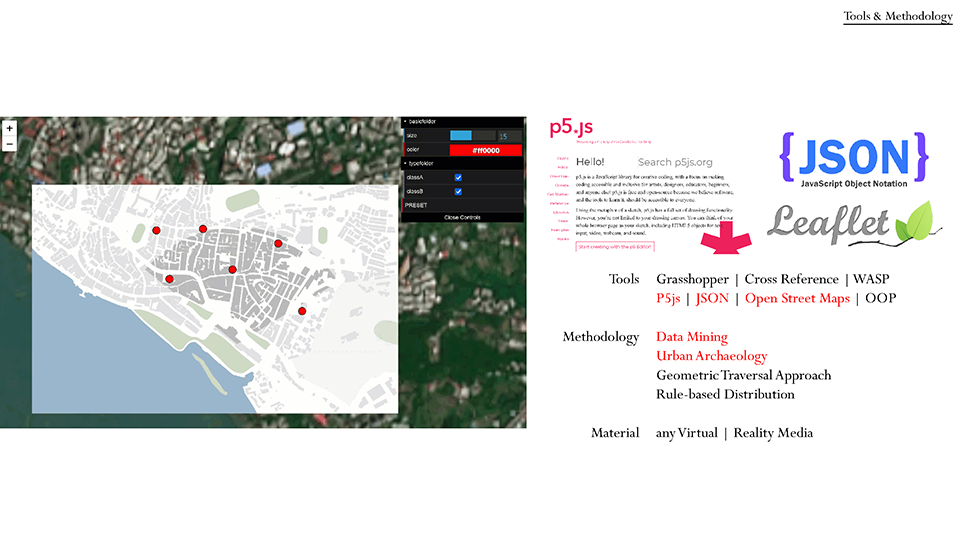 Tools & Methodology
+
−
basicfolder
size 15
color #ff0000
typefolder
classA
classB
PRESET
Close Controls
p5.js
Hello!
Search p5js.org
p5.js is a JavaScript library for creative coding, with a focus on making
coding accessible and inclusive for artists, designers, educators, beginners,
and anyone else! p5.js is free and open-source because we believe software,
and the tools to learn it, should be accessible to everyone.
Using the metaphor of a sketch, p5.js has a full set of drawing functionality.
However, you're not limited to your drawing canvas. You can think of your
whole browser page as your sketch, including HTML5 objects for text,
input, video, webcam, and sound.
Start creating with the p5 Editor!
{JSON}
JavaScript Object Notation
Leaflet
Tools Grasshopper | Cross Reference | WASP
P5js | JSON | Open Street Maps | OOP
Methodology Data Mining
Urban Archaeology
Geometric Traversal Approach
Rule-based Distribution
Material any Virtual | Reality Media